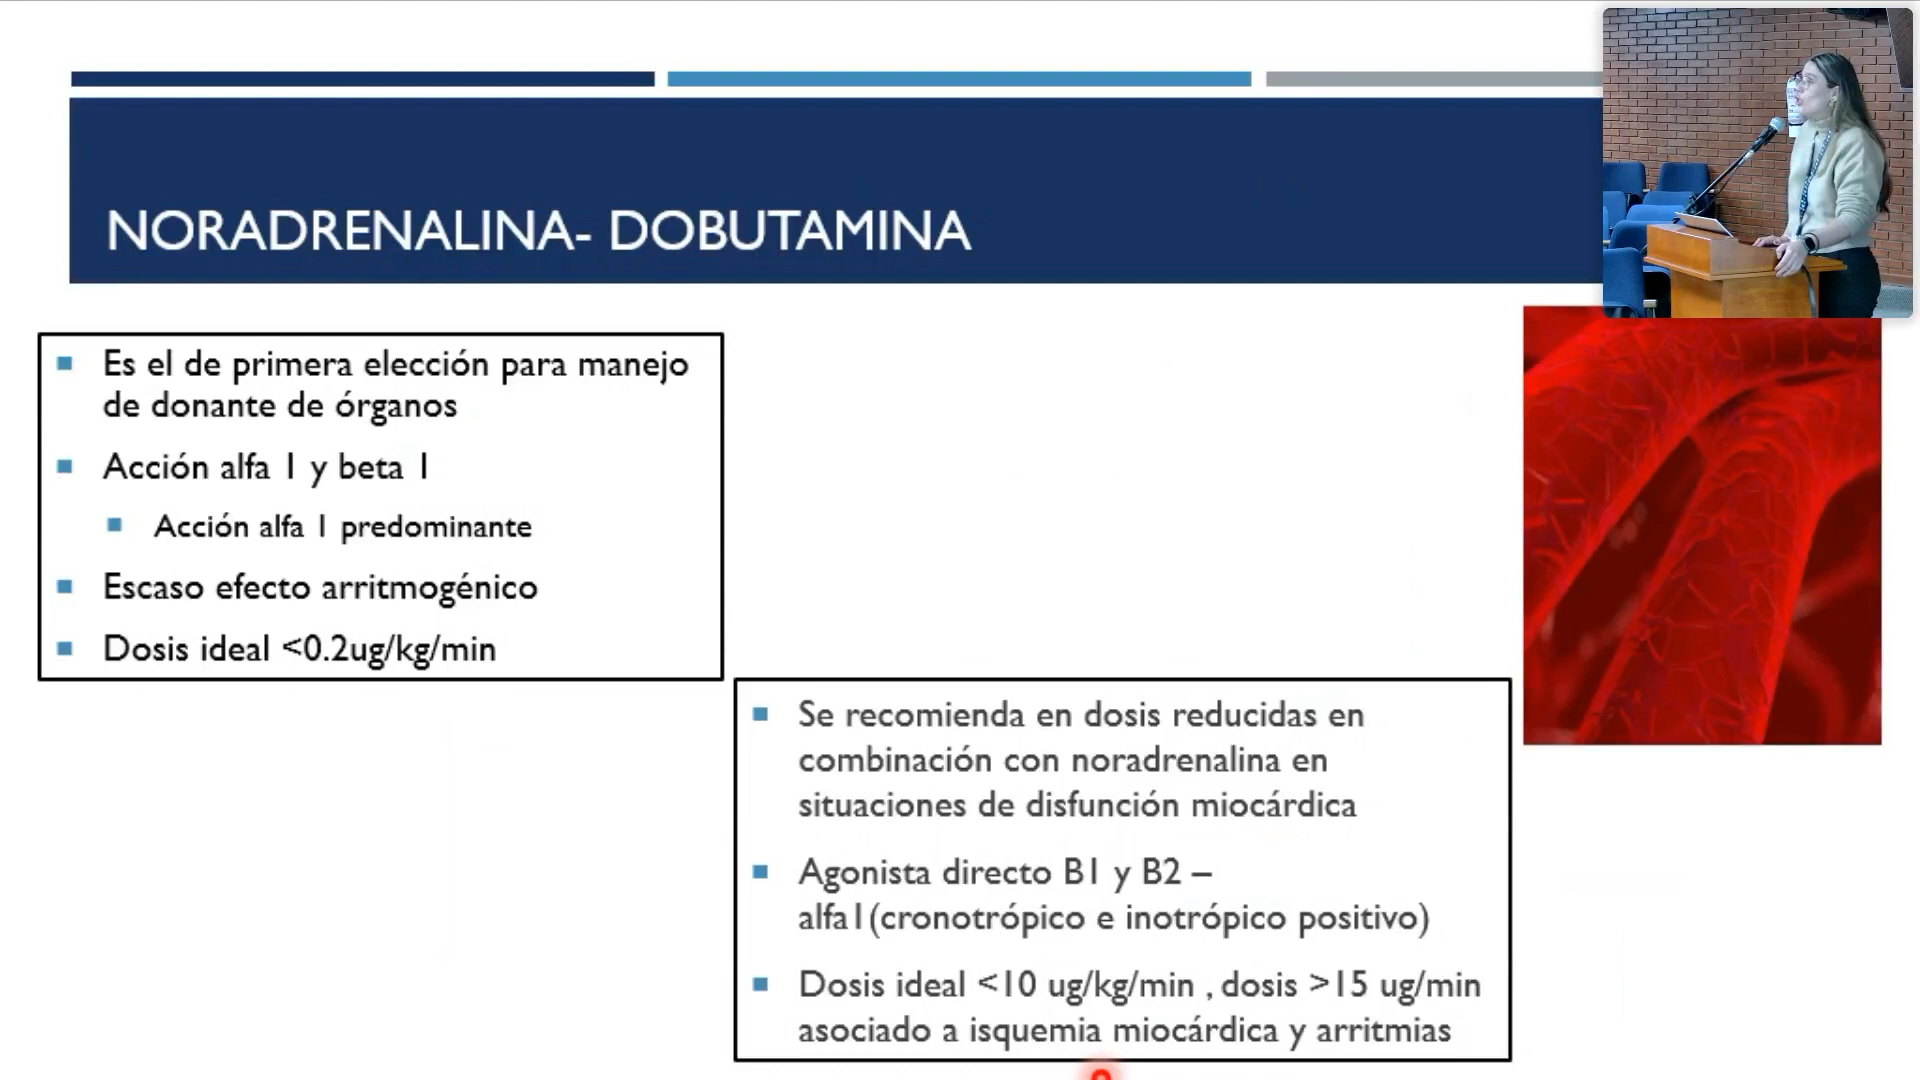 NORADRENALINA- DOBUTAMINA
Es el de primera elección para manejo
de donante de órganos
Acción alfa 1 y beta 1
Acción alfa 1 predominante
Escaso efecto arritmogénico
Dosis ideal <0.2ug/kg/min
Se recomienda en dosis reducidas en
combinación con noradrenalina en
situaciones de disfunción miocárdica
Agonista directo B1 y B2 –
alfa1(cronotrópico e inotrópico positivo)
Dosis ideal <10 ug/kg/min , dosis >15 ug/min
asociado a isquemia miocárdica y arritmias